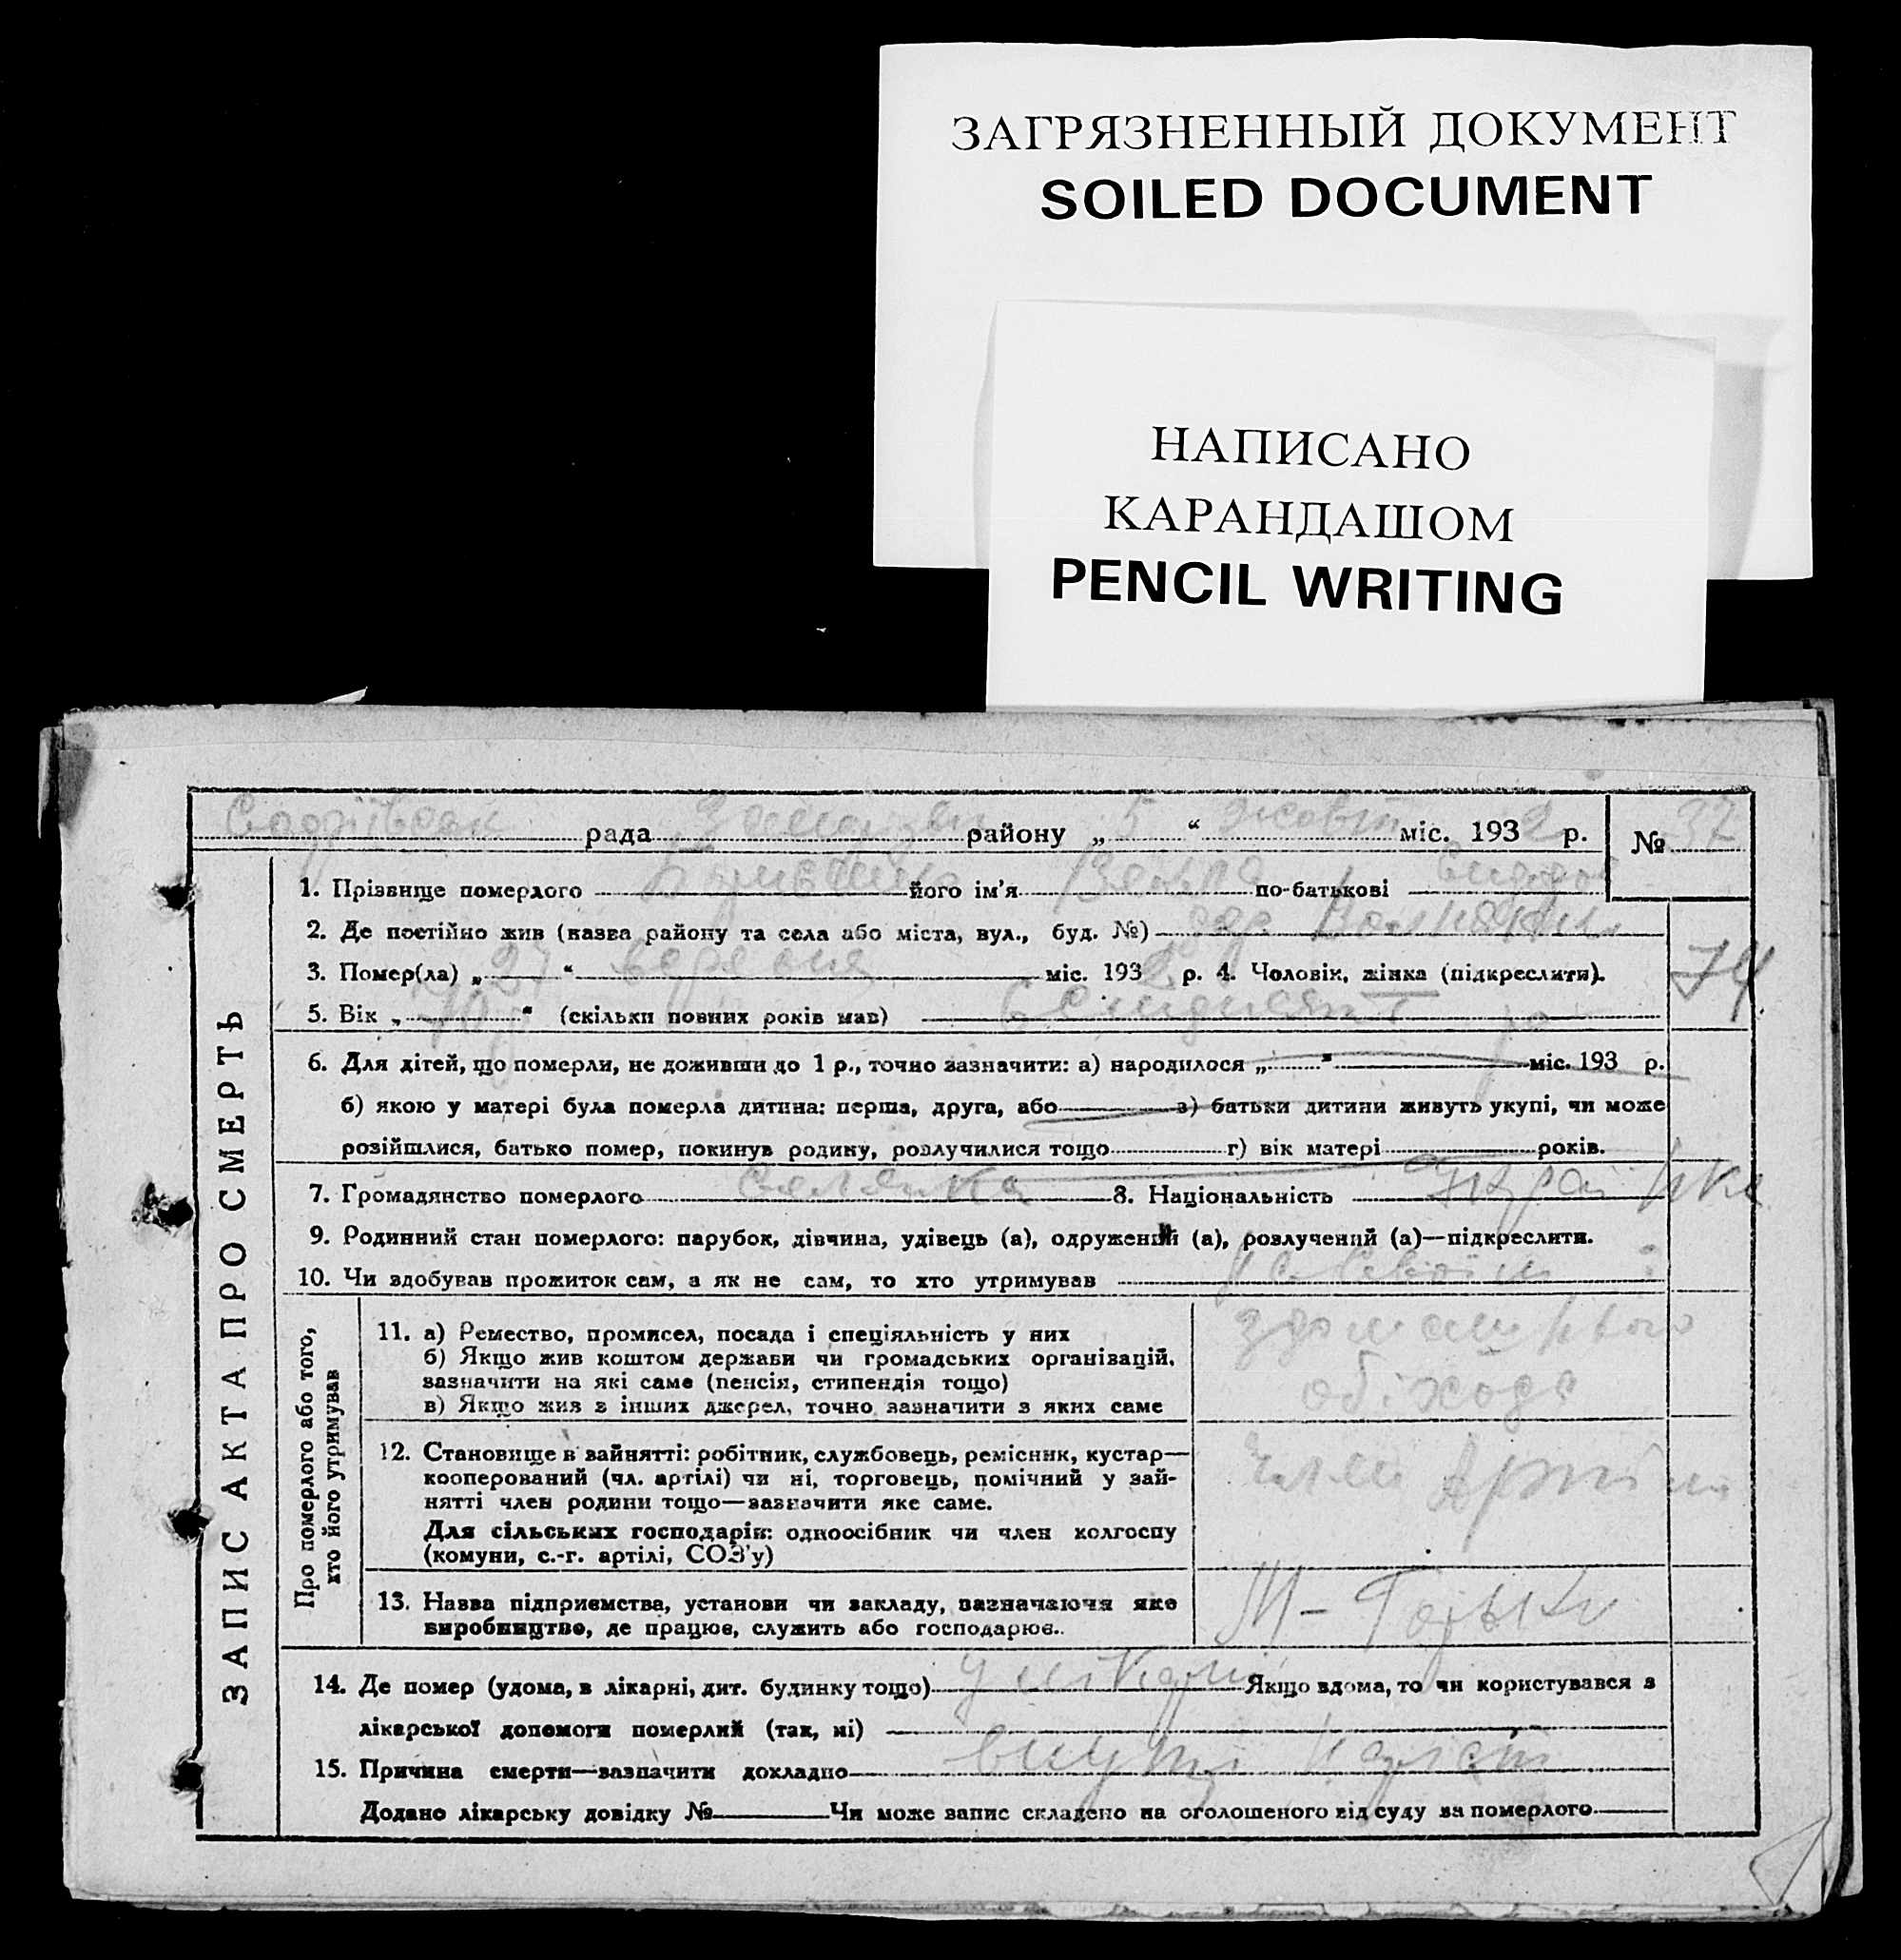 ЗАГРЯЗНЕННЫЙ ДОКУМЕНТ
SOILED DOCUMENT
НАПИСАНО
КАРАНДАШОМ
PENCIL WRITING
рада району „ 5 “ жовт міс. 1932 р. № 37
1. Прізвище померлого його ім'я по-батькові
2. Де постійно жив (назва району та села або міста, вул., буд. №)
3. Помер(ла) „ 27 “ вересня міс. 1932 р. 4. Чоловік, жінка (підкреслити).
74
5. Вік „ 70 “ (скільки повних років мав) Семидисят
6. Для дітей, що померли, не доживши до 1 р., точно зазначити: а) народилося „ “ міс. 193 р.
б) якою у матері була померла дитина: перша, друга, або в) батьки дитини живуть укупі, чи може
розійшлися, батько помер, покинув родину, розлучилися тощо г) вік матері років.
7. Громадянство померлого селянка 8. Національність Українка
9. Родинний стан померлого: парубок, дівчина, удівець (а), одружений (а), розлучений (а)—підкреслити.
10. Чи здобував прожиток сам, а як не сам, то хто утримував
ЗАПИС АКТА ПРО СМЕРТЬ
Про померлого або того,
хто його утримував
11. а) Ремество, промисел, посада і спеціяльність у них
б) Якщо жив коштом держави чи громадських організацій,
зазначити на які саме (пенсія, стипендія тощо)
в) Якщо жив з інших джерел, точно зазначити з яких саме
12. Становище в зайнятті: робітник, службовець, ремісник, кустар—
кооперований (чл. артілі) чи ні, торговець, помічний у зай-
нятті член родини тощо—зазначити яке саме.
Для сільських господарів: одноосібник чи член колгоспу
(комуни, с.-г. артілі, СОЗ'у)
член Артіли
13. Назва підприємства, установи чи закладу, зазначаючи яке
виробництво, де працює, служить або господарює..
М-Горьки
14. Де помер (удома, в лікарні, дит. будинку тощо) Якщо вдома, то чи користувався з
лікарської допомоги померлий (так, ні)
15. Причина смерти—зазначити докладно
Додано лікарську довідку № Чи може запис складено на оголошеного від суду за померлого